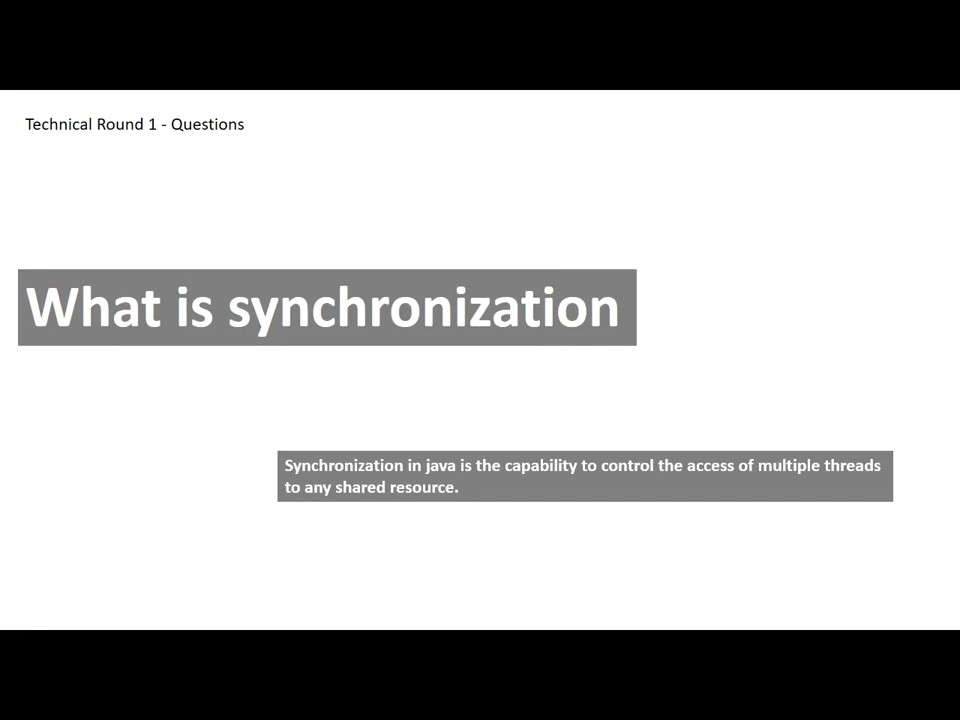 Technical Round 1 - Questions
What is synchronization
Synchronization in java is the capability to control the access of multiple threads
to any shared resource.